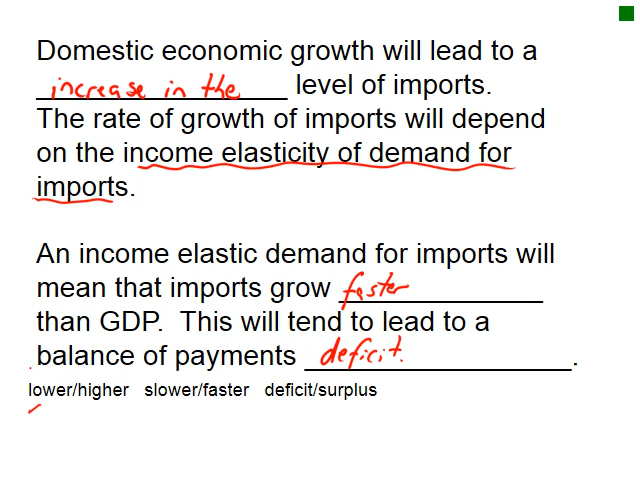 Domestic economic growth will lead to a
increase in the level of imports.
The rate of growth of imports will depend
on the income elasticity of demand for
imports.
An income elastic demand for imports will
mean that imports grow faster
than GDP. This will tend to lead to a
balance of payments deficit.
lower/higher slower/faster deficit/surplus